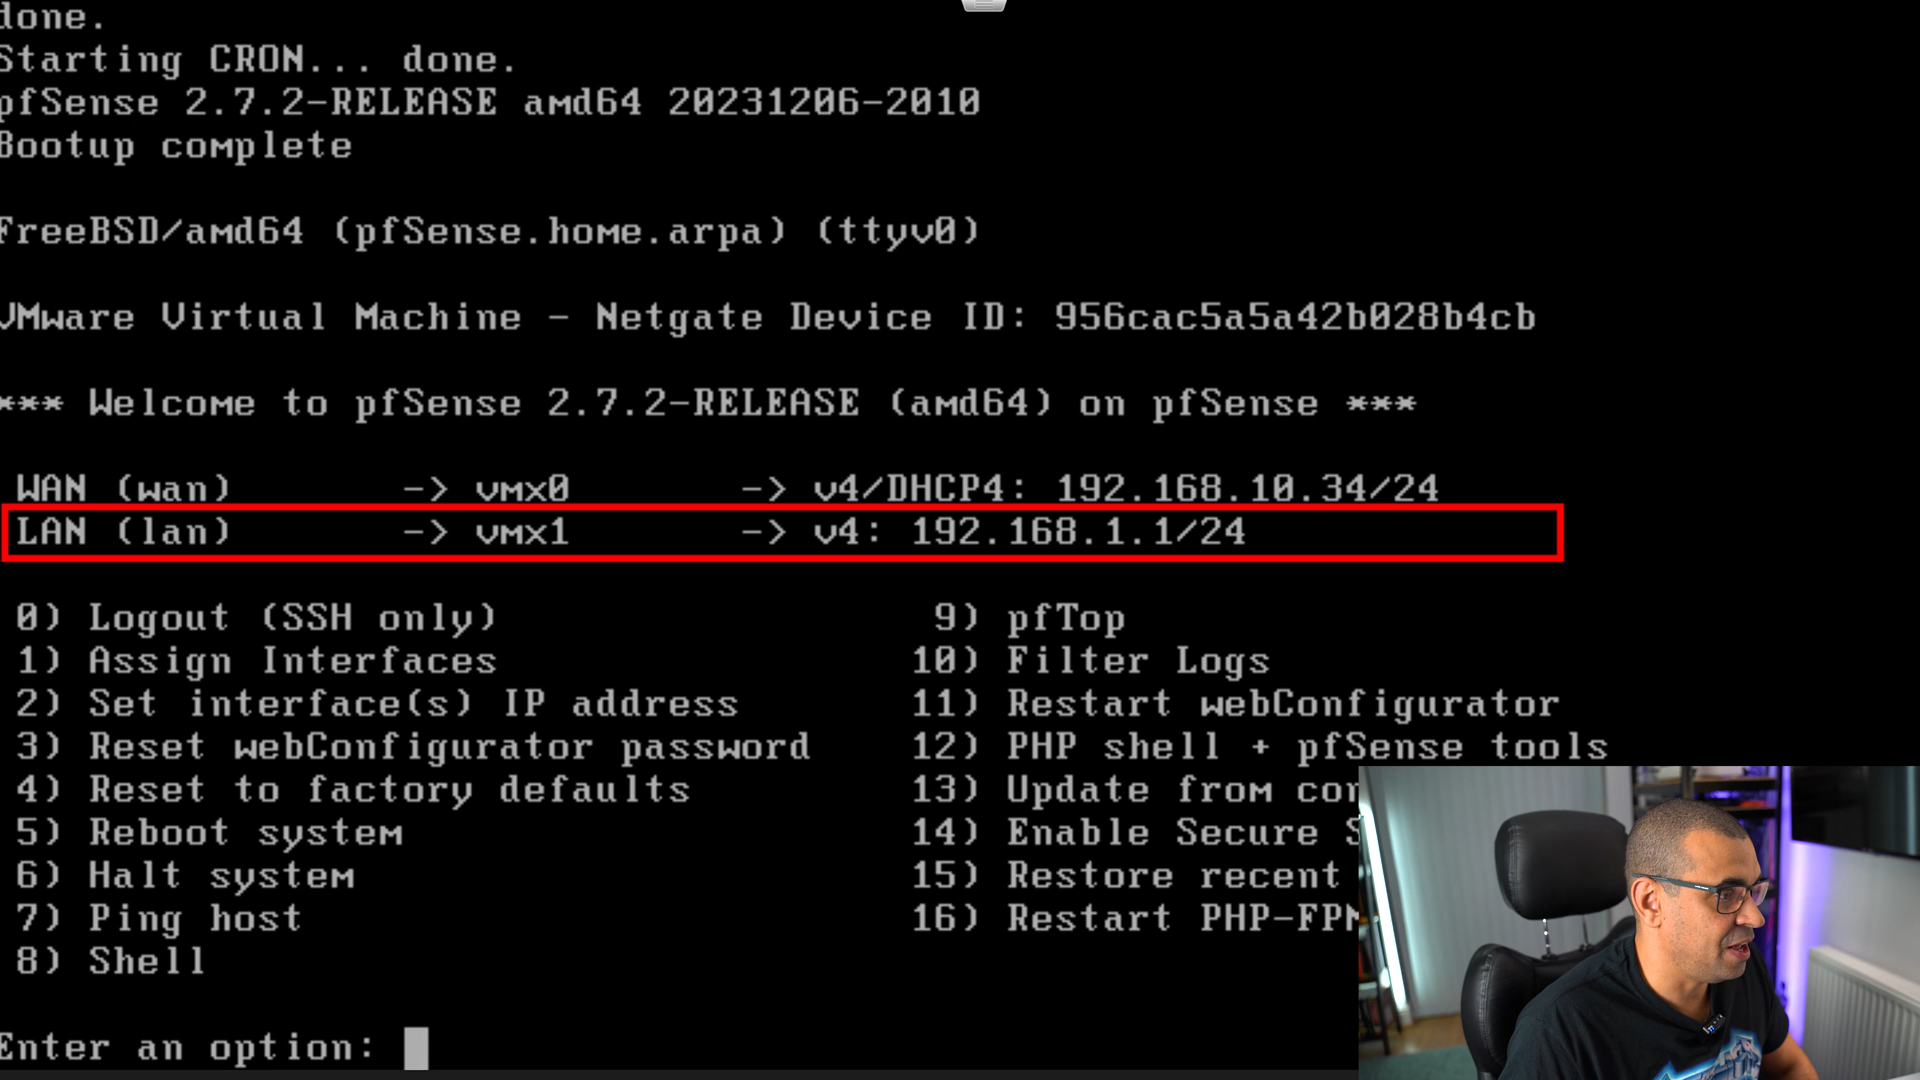 done.
Starting CRON... done.
pfSense 2.7.2-RELEASE amd64 20231206-2010
Bootup complete
FreeBSD/amd64 (pfSense.home.arpa) (ttyv0)
VMware Virtual Machine - Netgate Device ID: 956cac5a5a42b028b4cb
*** Welcome to pfSense 2.7.2-RELEASE (amd64) on pfSense ***
WAN (wan) -> vmx0 -> v4/DHCP4: 192.168.10.34/24
LAN (lan) -> vmx1 -> v4: 192.168.1.1/24
0) Logout (SSH only) 9) pfTop
1) Assign Interfaces 10) Filter Logs
2) Set interface(s) IP address 11) Restart webConfigurator
3) Reset webConfigurator password 12) PHP shell + pfSense tools
4) Reset to factory defaults 13) Update from
5) Reboot system 14) Enable Secure
6) Halt system 15) Restore recent
7) Ping host 16) Restart PHP-FPM
8) Shell
Enter an option: